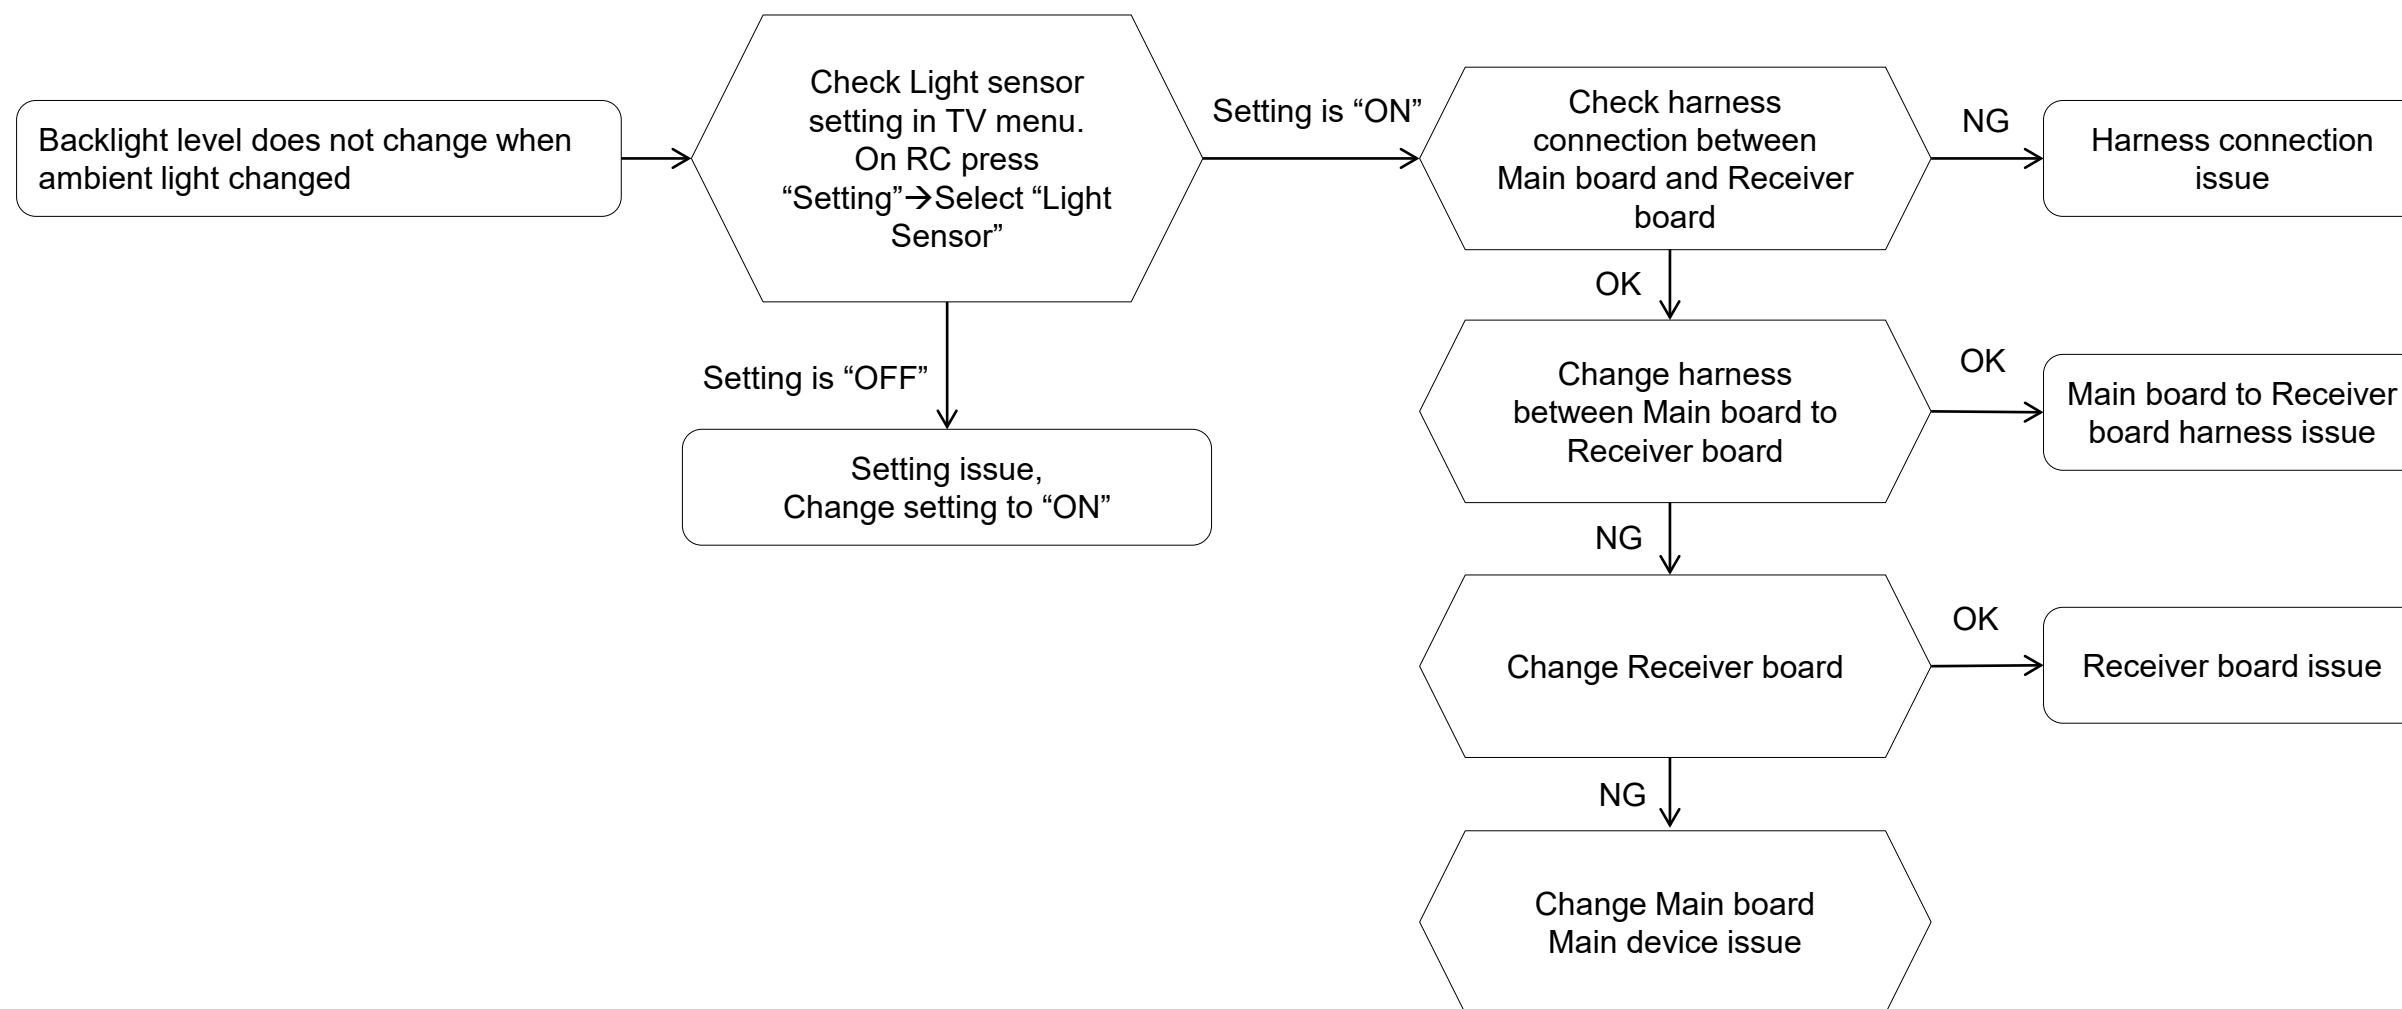 Backlight level does not change when
ambient light changed
Check Light sensor
setting in TV menu.
On RC press
“Setting”→Select “Light
Sensor”
Setting is “ON”
Setting is “OFF”
Setting issue,
Change setting to “ON”
Check harness
connection between
Main board and Receiver
board
NG
Harness connection
issue
OK
Change harness
between Main board to
Receiver board
OK
Main board to Receiver
board harness issue
NG
Change Receiver board
OK
Receiver board issue
NG
Change Main board
Main device issue